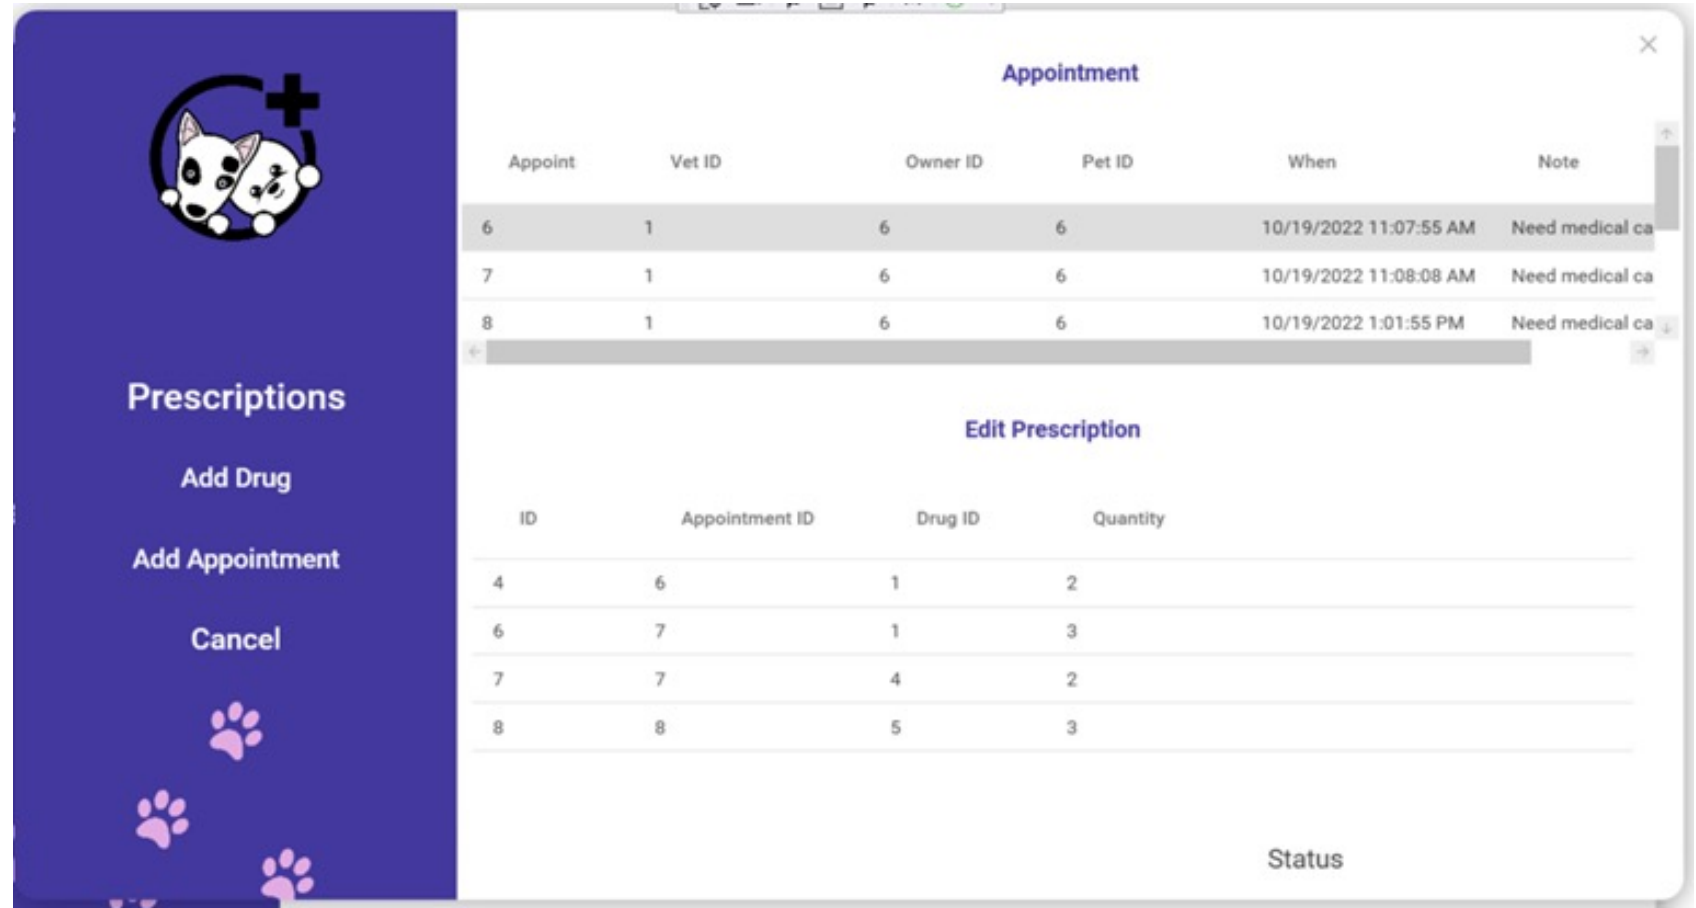 Appointment
Appoint Vet ID Owner ID Pet ID When Note
6 1 6 6 10/19/2022 11:07:55 AM Need medical ca
7 1 6 6 10/19/2022 11:08:08 AM Need medical ca
8 1 6 6 10/19/2022 1:01:55 PM Need medical ca
Prescriptions
Add Drug
Add Appointment
Cancel
Edit Prescription
ID Appointment ID Drug ID Quantity
4 6 1 2
6 7 1 3
7 7 4 2
8 8 5 3
Status